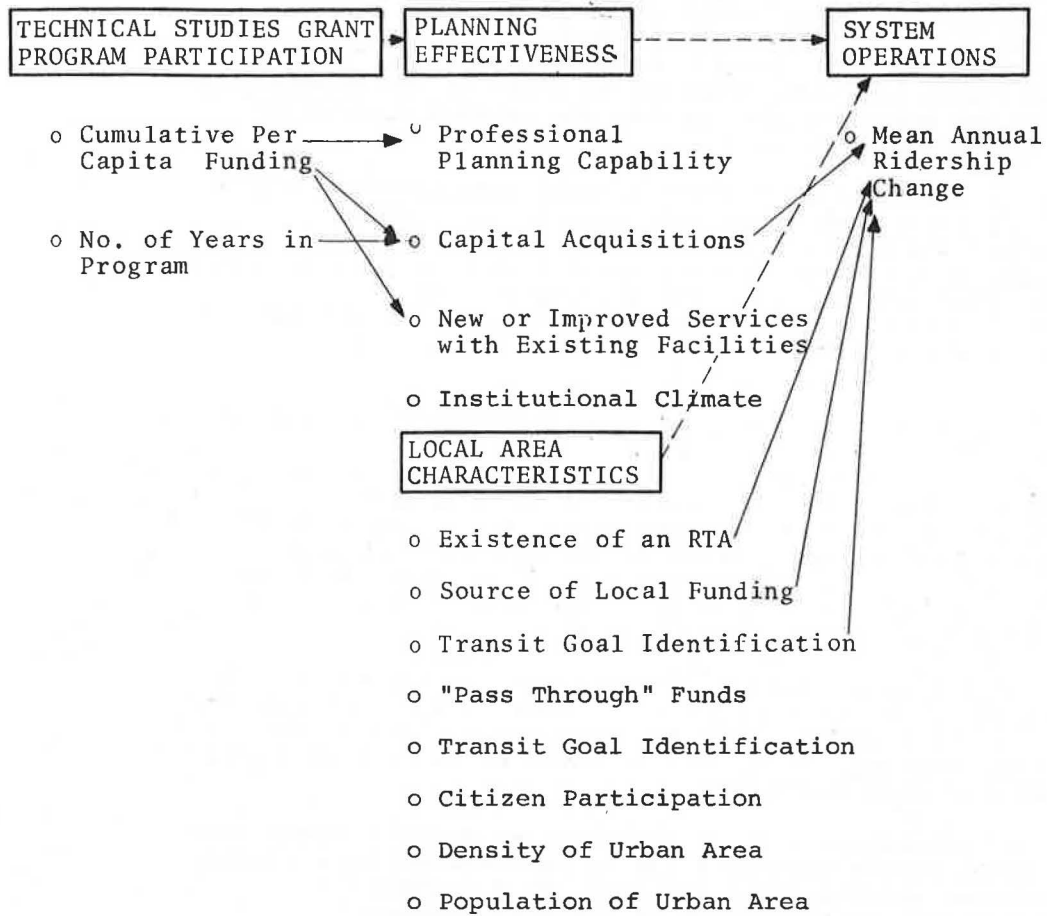 TECHNICAL STUDIES GRANT
PROGRAM PARTICIPATION
PLANNING
EFFECTIVENESS
SYSTEM
OPERATIONS
o Cumulative Per
Capita Funding
o No. of Years in
Program
o Professional
Planning Capability
o Capital Acquisitions
o New or Improved Services
with Existing Facilities
o Institutional Climate
o Mean Annual
Ridership
Change
LOCAL AREA
CHARACTERISTICS
o Existence of an RTA
o Source of Local Funding
o Transit Goal Identification
o "Pass Through" Funds
o Transit Goal Identification
o Citizen Participation
o Density of Urban Area
o Population of Urban Area